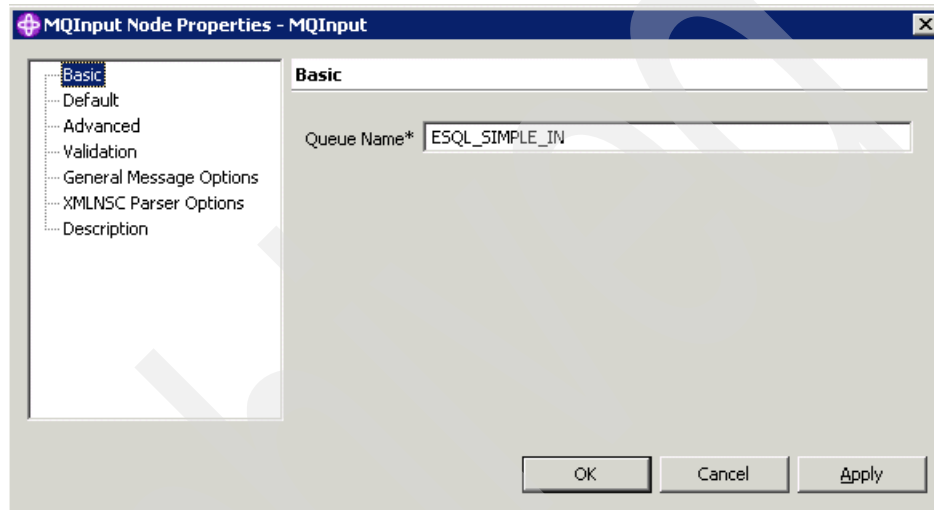 MQInput Node Properties - MQInput
Basic
Default
Advanced
Validation
General Message Options
XMLNSC Parser Options
Description
Basic
Queue Name* ESQL_SIMPLE_IN
OK Cancel Apply